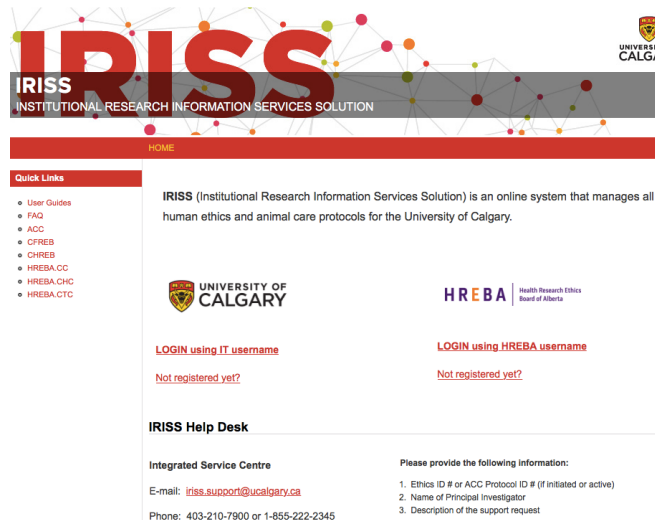 IRISS
IRISS
INSTITUTIONAL RESEARCH INFORMATION SERVICES SOLUTION
HOME
Quick Links
User Guides
FAQ
ACC
CFREB
CHREB
HREBA.CC
HREBA.CHC
HREBA.CTC
IRISS (Institutional Research Information Services Solution) is an online system that manages all
human ethics and animal care protocols for the University of Calgary.
UNIVERSITY OF
CALGARY
LOGIN using IT username
Not registered yet?
HREBA
Health Research Ethics
Board of Alberta
LOGIN using HREBA username
Not registered yet?
IRISS Help Desk
Integrated Service Centre
E-mail: iriss.support@ucalgary.ca
Phone: 403-210-7900 or 1-855-222-2345
Please provide the following information:
1. Ethics ID # or ACC Protocol ID # (if initiated or active)
2. Name of Principal Investigator
3. Description of the support request